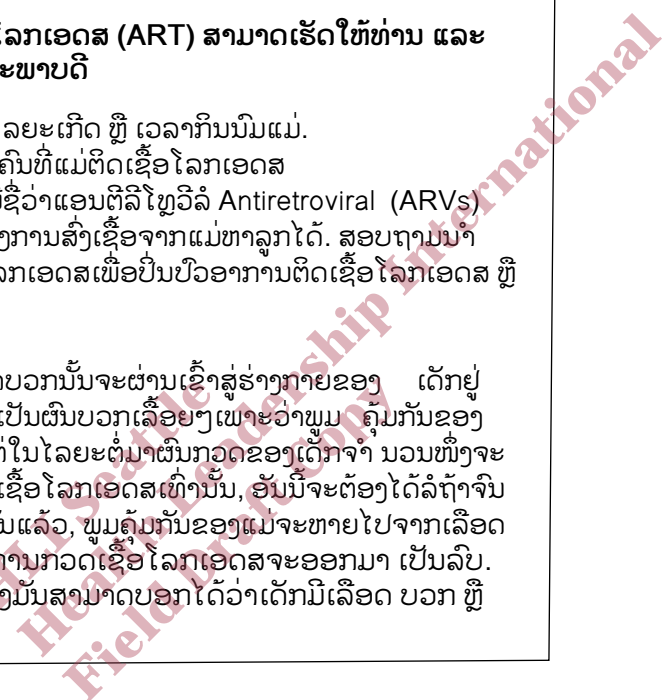 ໂລກເອດສ (ART) ສາມາດເຮັດໃຫ້ທ່ານ ແລະ
ະພາບດີ
ລຍະເກີດ ຫຼື ເວລາກິນນົມແມ່.
ຄົນທີ່ແມ່ຕິດເຊື້ອໂລກເອດສ
ມີຊື່ວ່າແອນຕີລີໂທຼວີລໍ Antiretroviral (ARVs)
ງການສົ່ງເຊື້ອຈາກແມ່ຫາລູກໄດ້. ສອບຖາມນຳ
ລກເອດສເພື່ອປິ່ນປົວອາການຕິດເຊື້ອໂລກເອດສ ຫຼື
ບວກນັ້ນຈະຜ່ານເຂົ້າສູ່ຮ່າງກາຍຂອງ ເດັກຢູ່
ເປັນຜົນບວກເລື້ອຍໆເພາະວ່າພູມ ຄຸ້ມກັນຂອງ
ທ່ໃນໄລຍະຕໍ່ມາຜົນກວດຂອງເດັກຈຳ ນວນໜຶ່ງຈະ
ເຊື້ອໂລກເອດສເທົ່ານັ້ນ, ອັນນີ້ຈະຕ້ອງໄດ້ລໍຖ້າຈົນ
ັ້ນແລ້ວ, ພູມຄຸ້ມກັນຂອງແມ່ຈະຫາຍໄປຈາກເລືອດ
ການກວດເຊື້ອໂລກເອດສຈະອອກມາ ເປັນລົບ.
ງມັນສາມາດບອກໄດ້ວ່າເດັກມີເລືອດ ບວກ ຫຼື
HLI Seattle
Health Leadership International
Field Draft Copy